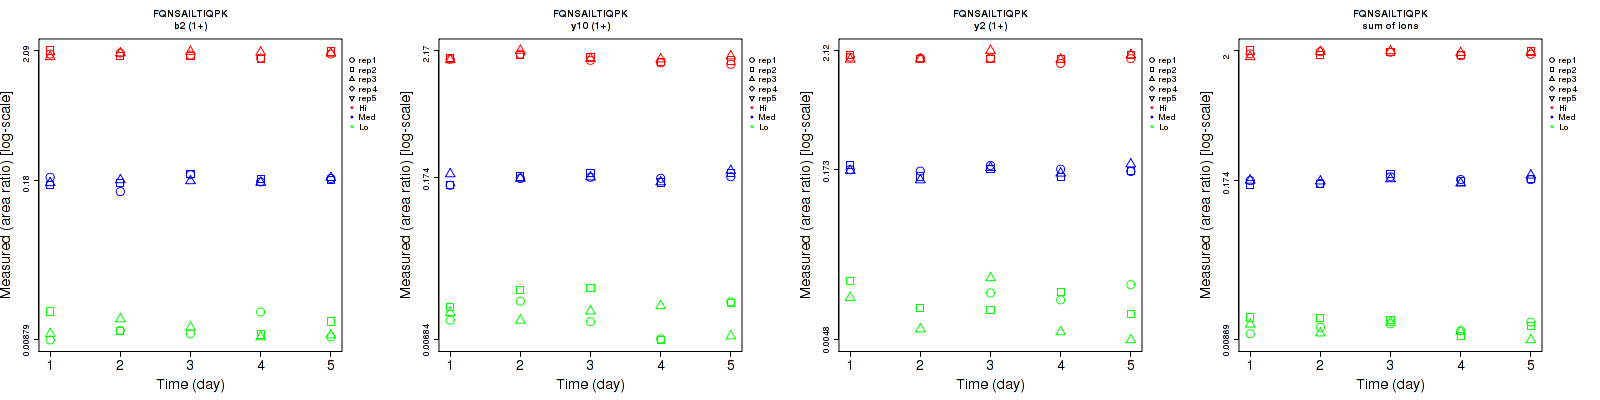 FQNSAILTIQPK
b2 (1+)
Measured (area ratio) [log-scale]
2.09
0.18
0.00879
1 2 3 4 5
Time (day)
rep1
rep2
rep3
rep4
rep5
Hi
Med
Lo
FQNSAILTIQPK
y10 (1+)
Measured (area ratio) [log-scale]
2.17
0.174
0.00684
1 2 3 4 5
Time (day)
rep1
rep2
rep3
rep4
rep5
Hi
Med
Lo
FQNSAILTIQPK
y2 (1+)
Measured (area ratio) [log-scale]
2.12
0.173
0.0048
1 2 3 4 5
Time (day)
rep1
rep2
rep3
rep4
rep5
Hi
Med
Lo
FQNSAILTIQPK
sum of ions
Measured (area ratio) [log-scale]
2
0.174
0.00869
1 2 3 4 5
Time (day)
rep1
rep2
rep3
rep4
rep5
Hi
Med
Lo